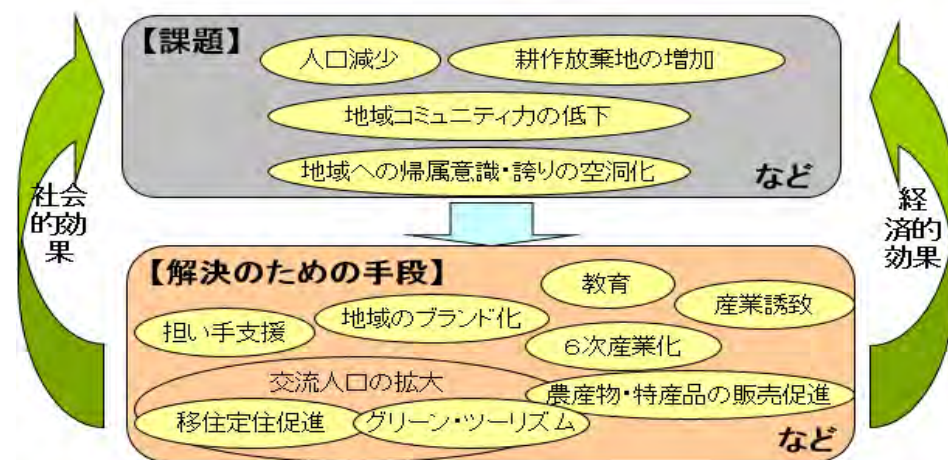 【課題】
人口減少
耕作放棄地の増加
地域コミュニティ力の低下
地域への帰属意識・誇りの空洞化
など
社会
的効
果
経
済的
効果
【解決のための手段】
教育
産業誘致
地域のブランド化
担い手支援
6次産業化
交流人口の拡大
農産物・特産品の販売促進
移住定住促進
グリーン・ツーリズム
など